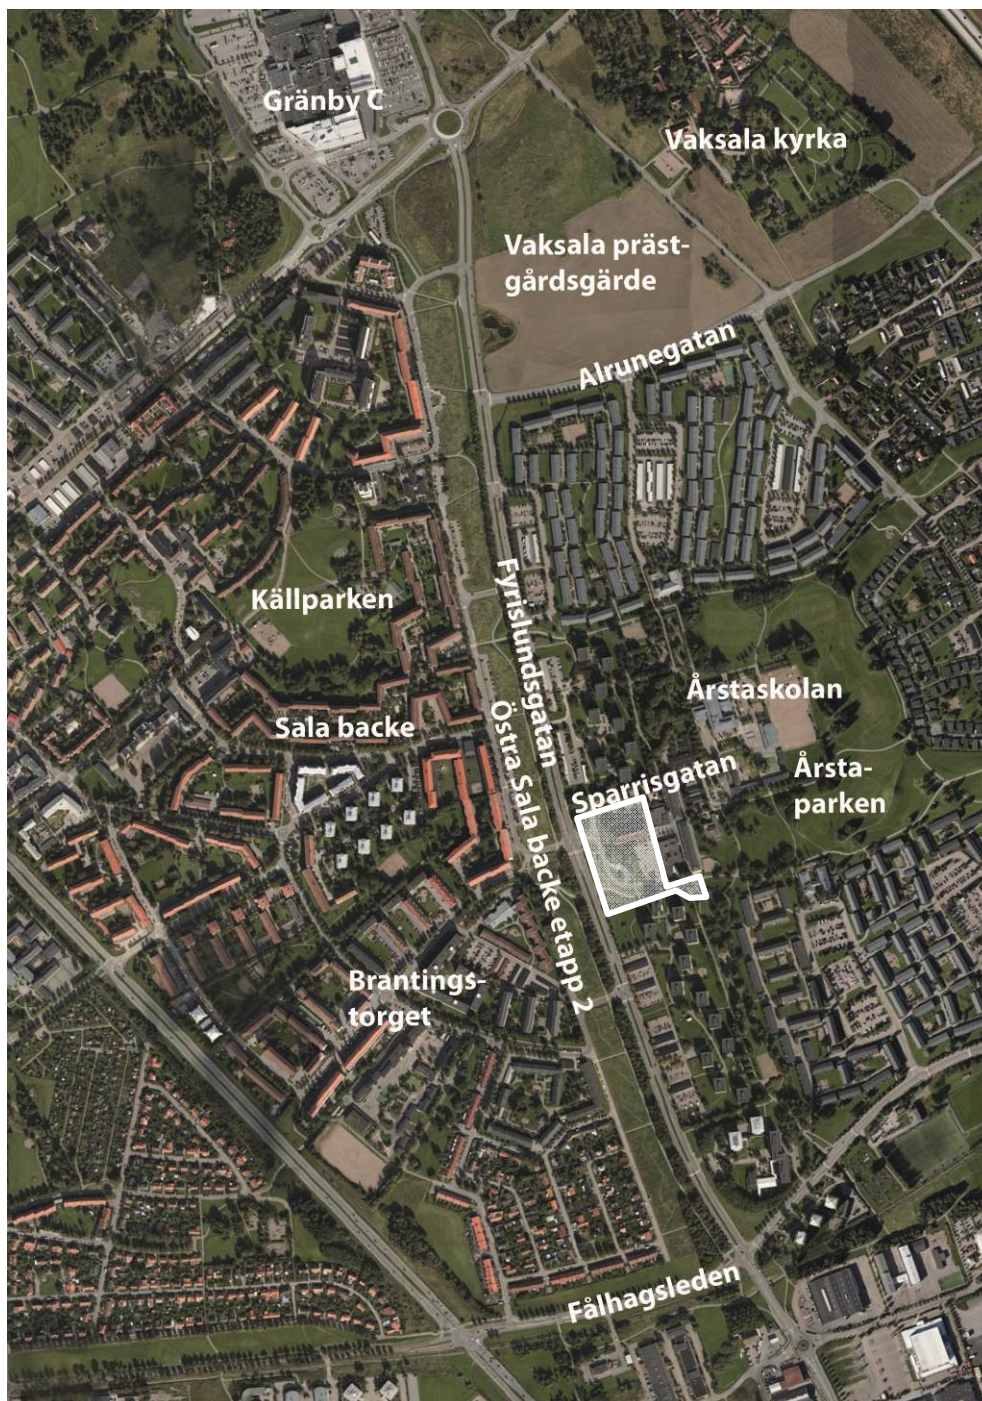 Gränby C
Vaksala kyrka
Vaksala präst-
gårdsgärde
Alrunegatan
Fyrislundsgatan
Källparken
Årstaskolan
Östra Sala backe etapp 2
Sala backe
Sparrisgatan
Årsta-
parken
Brantings-
torget
Fålhagsleden